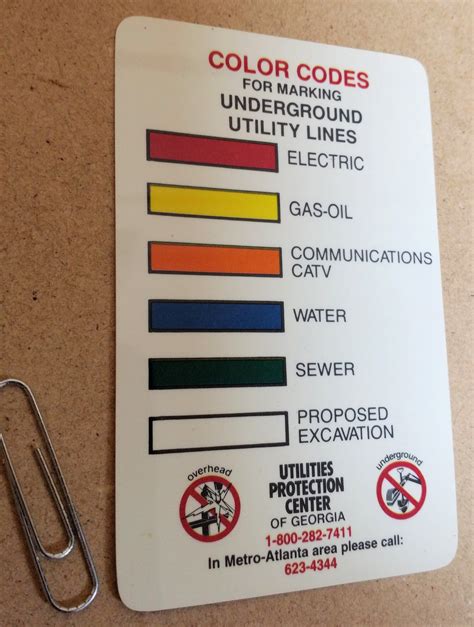 COLOR CODES
FOR MARKING
UNDERGROUND
UTILITY LINES
ELECTRIC
GAS-OIL
COMMUNICATIONS
CATV
WATER
SEWER
PROPOSED
EXCAVATION
overhead
UTILITIES
PROTECTION
CENTER
OF GEORGIA
underground
1-800-282-7411
In Metro-Atlanta area please call:
623-4344